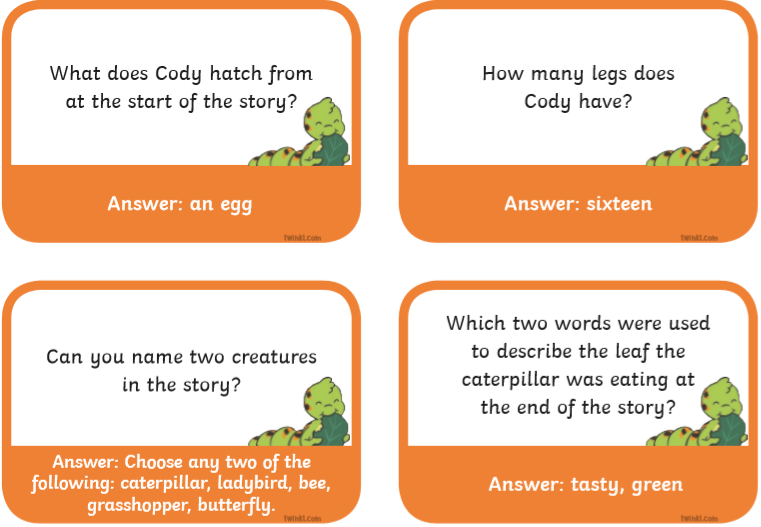 What does Cody hatch from
at the start of the story?
Answer: an egg
twinkl.com
How many legs does
Cody have?
Answer: sixteen
twinkl.com
Can you name two creatures
in the story?
Answer: Choose any two of the
following: caterpillar, ladybird, bee,
grasshopper, butterfly.
twinkl.com
Which two words were used
to describe the leaf the
caterpillar was eating at
the end of the story?
Answer: tasty, green
twinkl.com